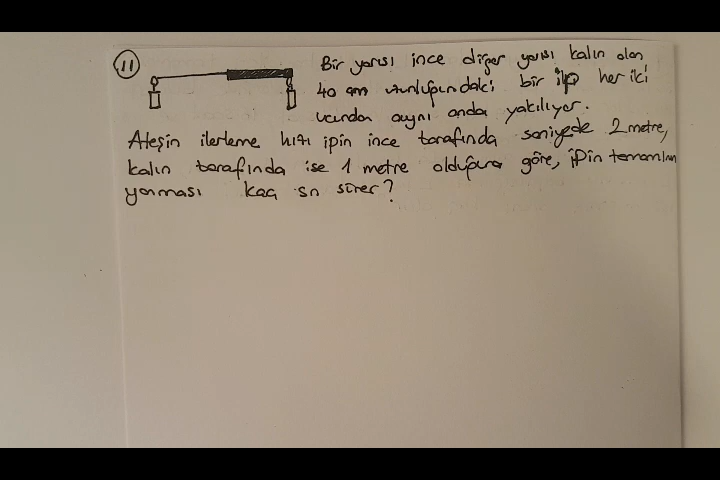 11
Bir yarısı ince diğer yarısı kalın olan
40 cm uzunluğundaki bir ip her iki
ucundan aynı anda yakılıyor.
Ateşin ilerleme hızı ipin ince tarafında saniyede 2 metre,
kalın tarafında ise 1 metre olduğuna göre, ipin tamamının
yanması kaç sn sürer?